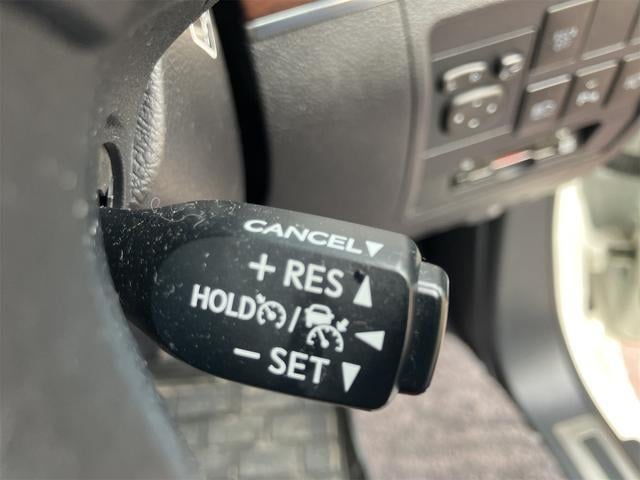 CANCEL▼
+ RES ▲
HOLD / ◀
− SET ▼